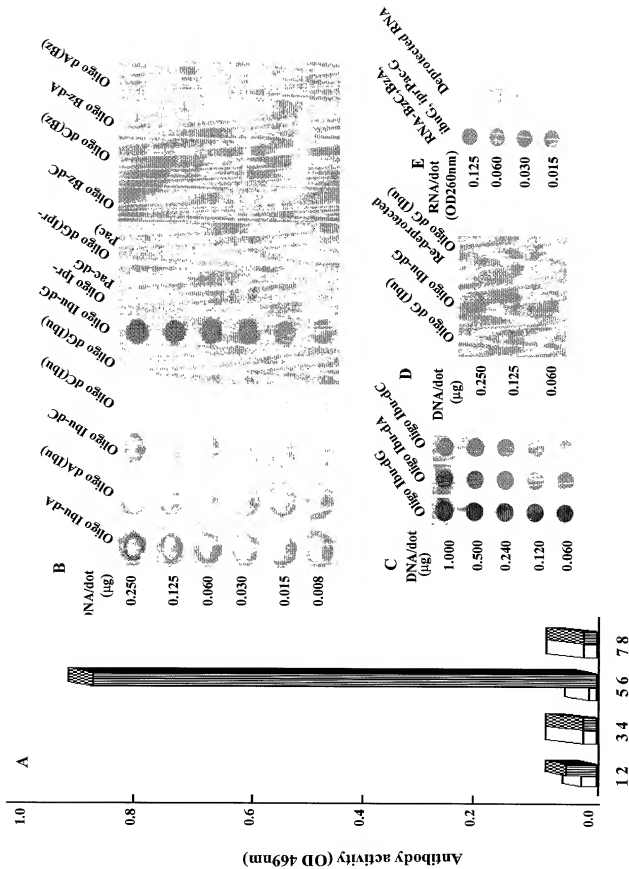 A
Antibody activity (OD 469nm)
1.0
0.8
0.6
0.4
0.2
0.0
1 2 3 4 5 6 7 8
B
)NA/dot
(µg)
0.250
0.125
0.060
0.030
0.015
0.008
Oligo Ibu-dA
Oligo dA(Ibu)
Oligo Ibu-dC
Oligo dC(Ibu)
Oligo dG(Ibu)
Oligo Ibu-dG
Oligo Ipr-
Pac-dG
Oligo dG(Ipr-
Pac)
Oligo Bz-dC
Oligo dC(Bz)
Oligo Bz-dA
Oligo dA(Bz)
C
DNA/dot
(µg)
1.000
0.500
0.240
0.120
0.060
Oligo Ibu-dG
Oligo Ibu-dA
Oligo Ibu-dC
D
DNA/dot
(µg)
0.250
0.125
0.060
Oligo dG (Ibu)
Oligo Ibu-dG
Re-deprotected
Oligo dG (Ibu)
E
RNA/dot
(OD260nm)
0.125
0.060
0.030
0.015
RNA-BzC,BzA,
ibuG, iprPac-G
Deprotected RNA